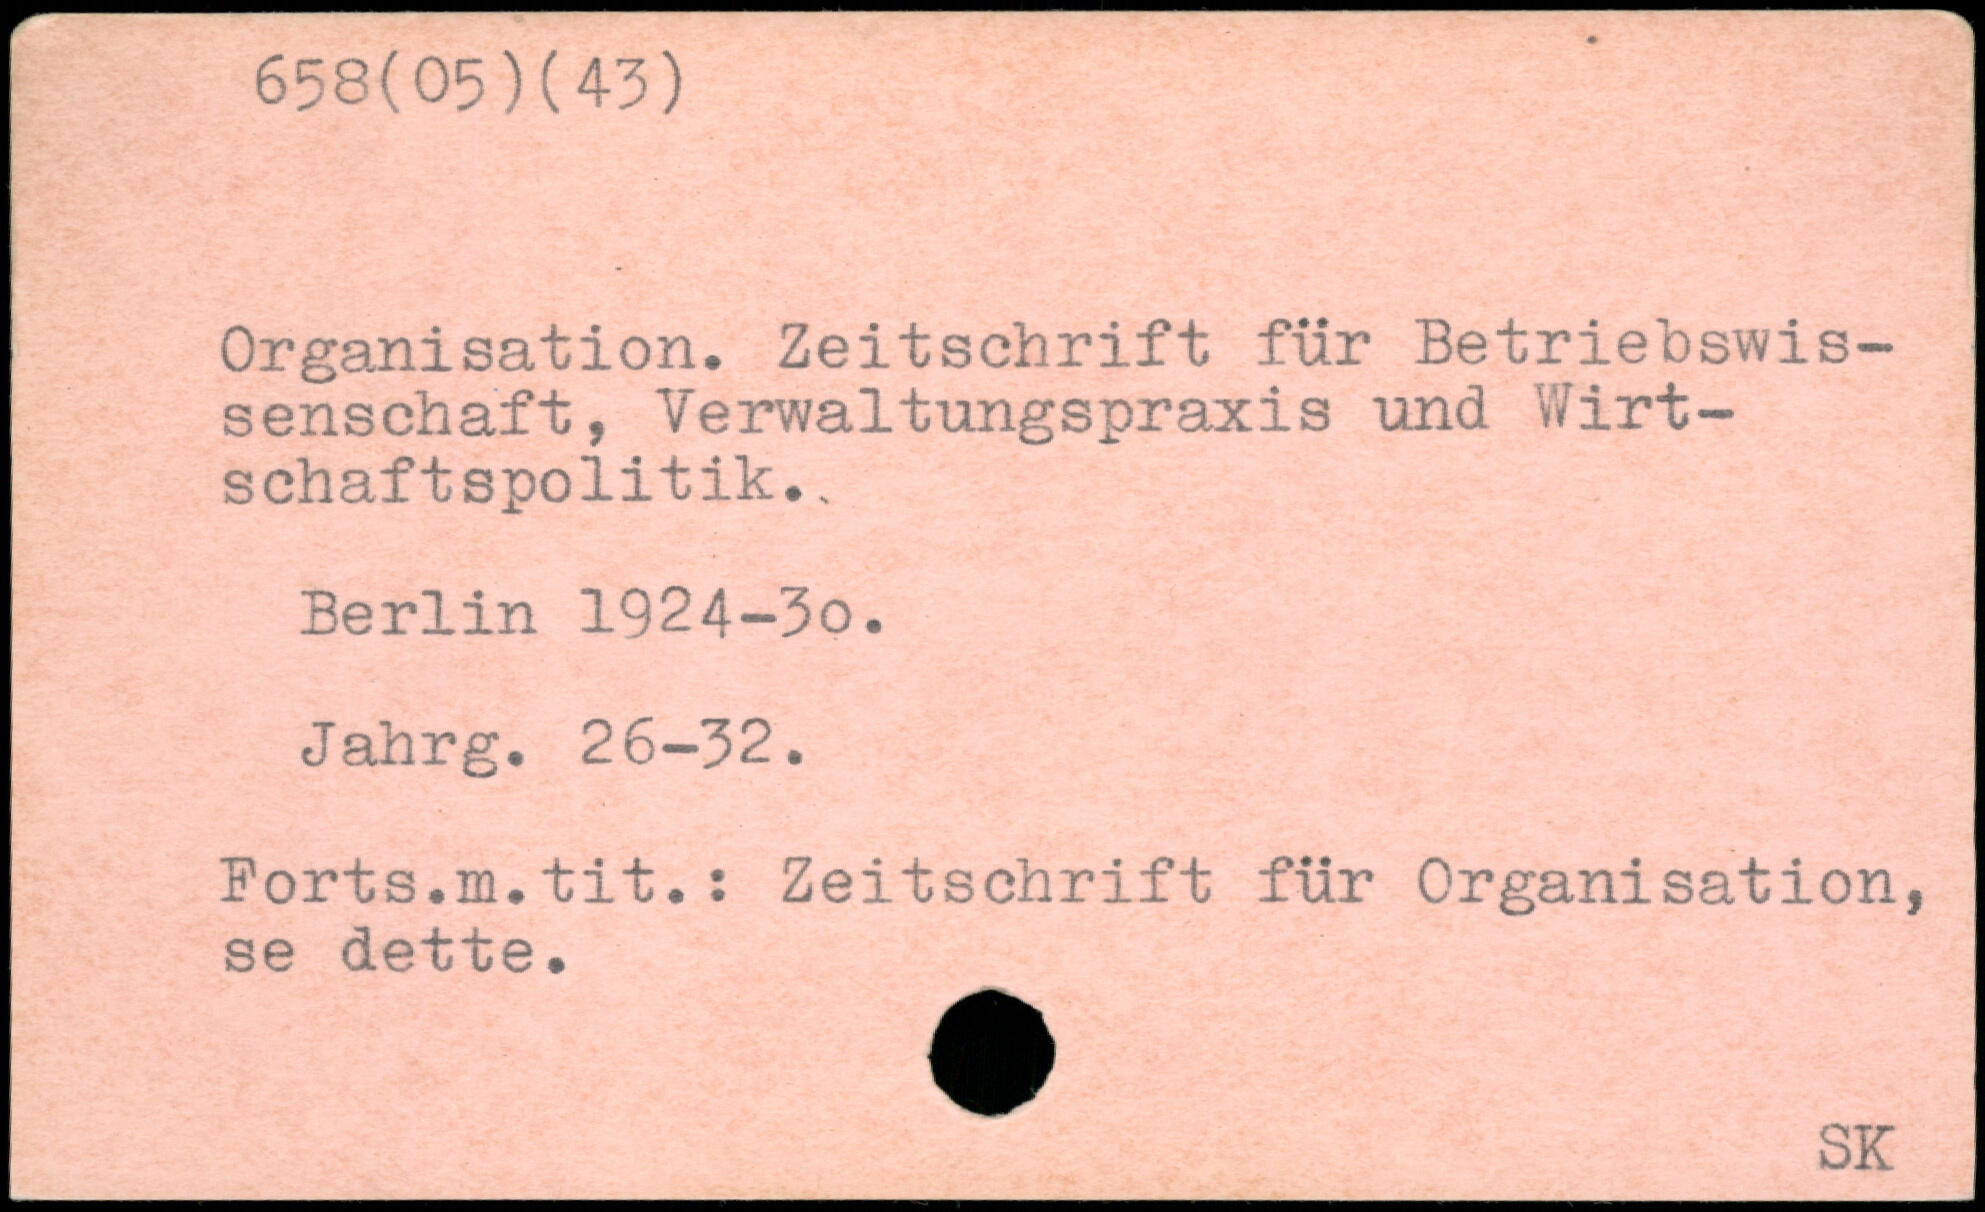 658(05)(43)
Organisation. Zeitschrift für Betriebswis-
senschaft, Verwaltungspraxis und Wirt-
schaftspolitik.
Berlin 1924-3o.
Jahrg. 26-32.
Forts.m.tit.: Zeitschrift für Organisation,
se dette.
SK